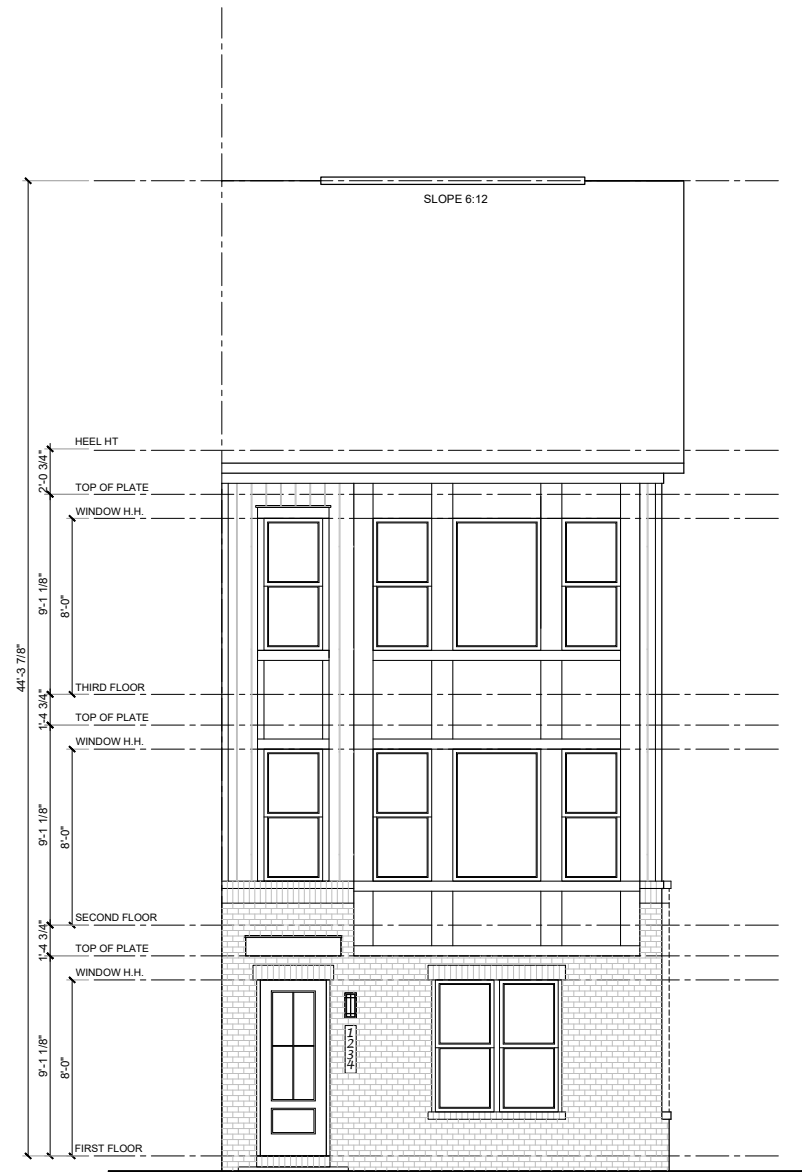 SLOPE 6:12
HEEL HT
2'-0 3/4"
TOP OF PLATE
WINDOW H.H.
9'-1 1/8"
8'-0"
44'-3 7/8"
THIRD FLOOR
1'-4 3/4"
TOP OF PLATE
WINDOW H.H.
9'-1 1/8"
8'-0"
SECOND FLOOR
1'-4 3/4"
TOP OF PLATE
WINDOW H.H.
1234
9'-1 1/8"
8'-0"
FIRST FLOOR